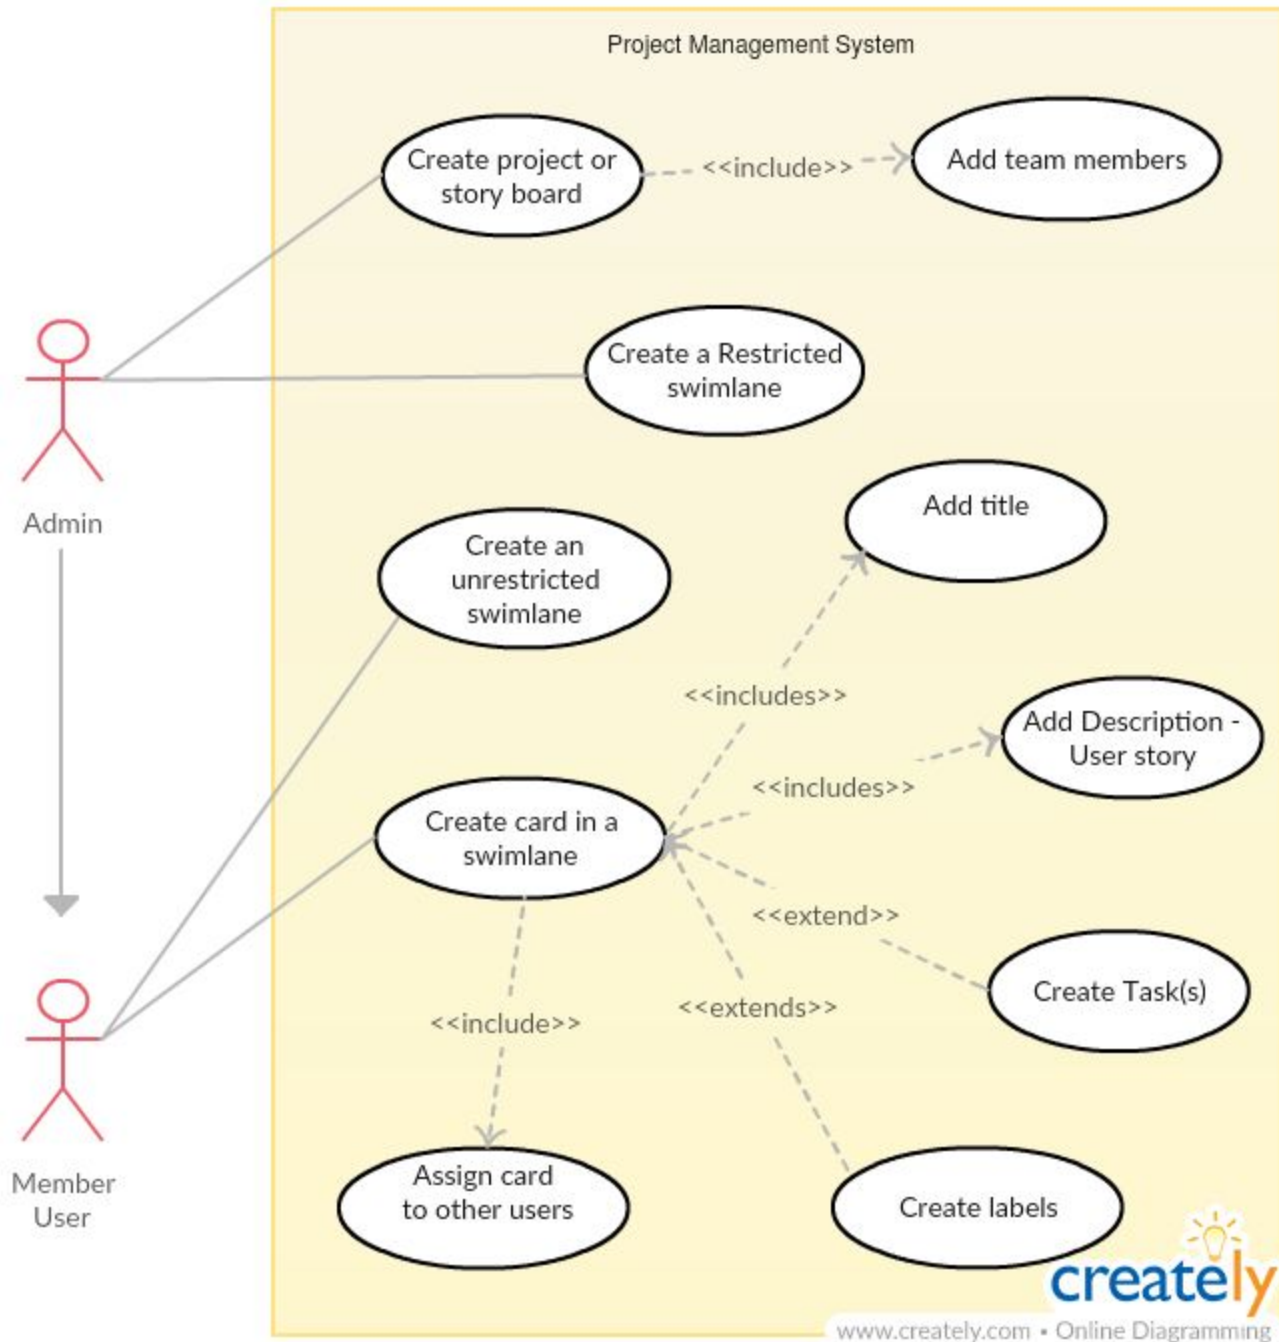 Project Management System
Create project or
story board
<<include>>
Add team members
Create a Restricted
swimlane
Admin
Add title
Create an
unrestricted
swimlane
<<includes>>
Add Description -
User story
<<includes>>
Create card in a
swimlane
<<extend>>
Create Task(s)
<<extends>>
<<include>>
Member
User
Assign card
to other users
Create labels
creately
www.creately.com • Online Diagramming